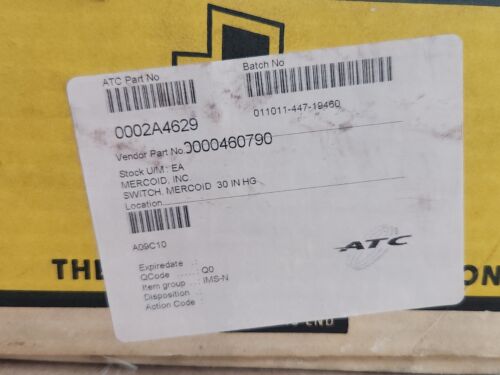 ATC Part No
Batch No
0002A4629
011011-447-19460
Vendor Part No.
0000460790
Stock U/M : EA
MERCOID, INC.
SWITCH, MERCOID 30 IN HG
Location
A09C10
ATC
Expiredate :
QCode : Q0
Item group : IMS-N
Disposition :
Action Code :
THE
ON
END